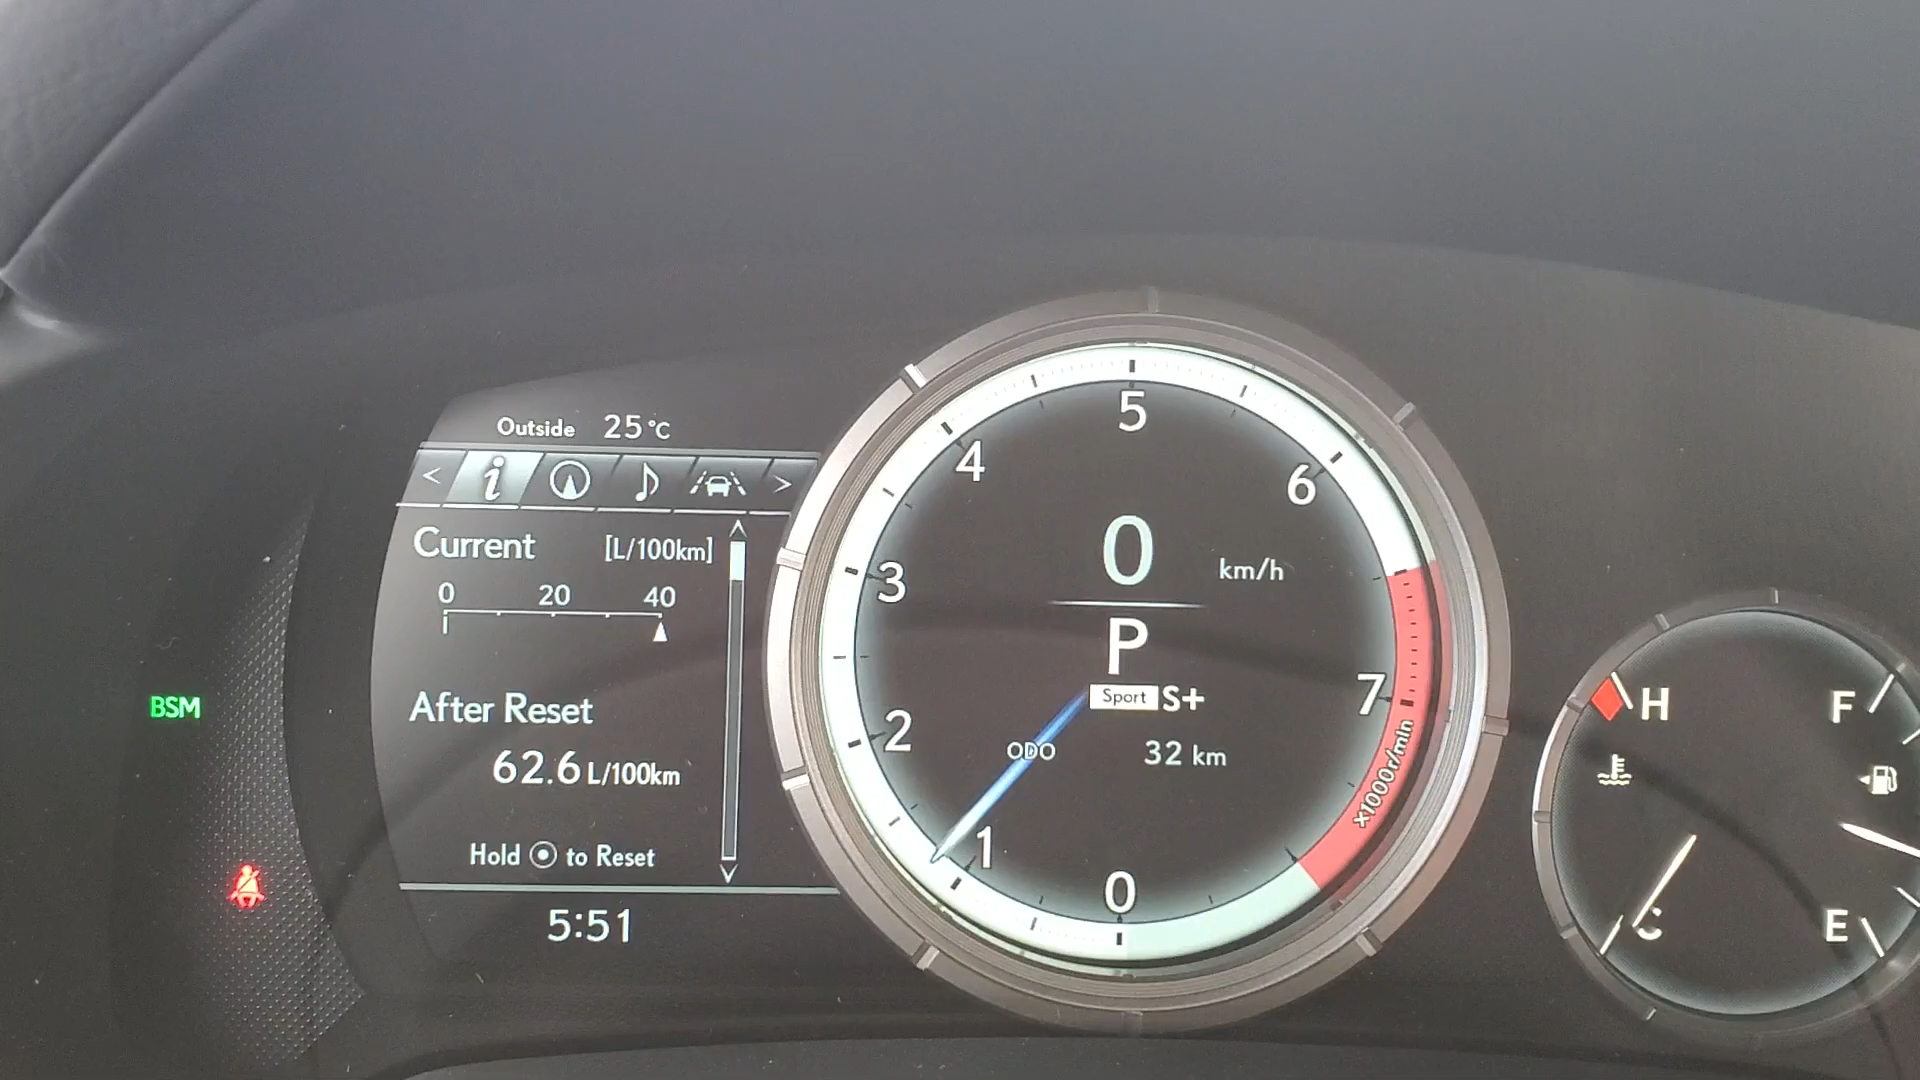 Outside 25°C
< i >
Current [L/100km]
0 20 40
After Reset
62.6 L/100km
Hold to Reset
5:51
BSM
5
4
6
3
2
7
1
0
x1000r/min
0 km/h
P
Sport S+
ODO 32 km
H
C
F
E